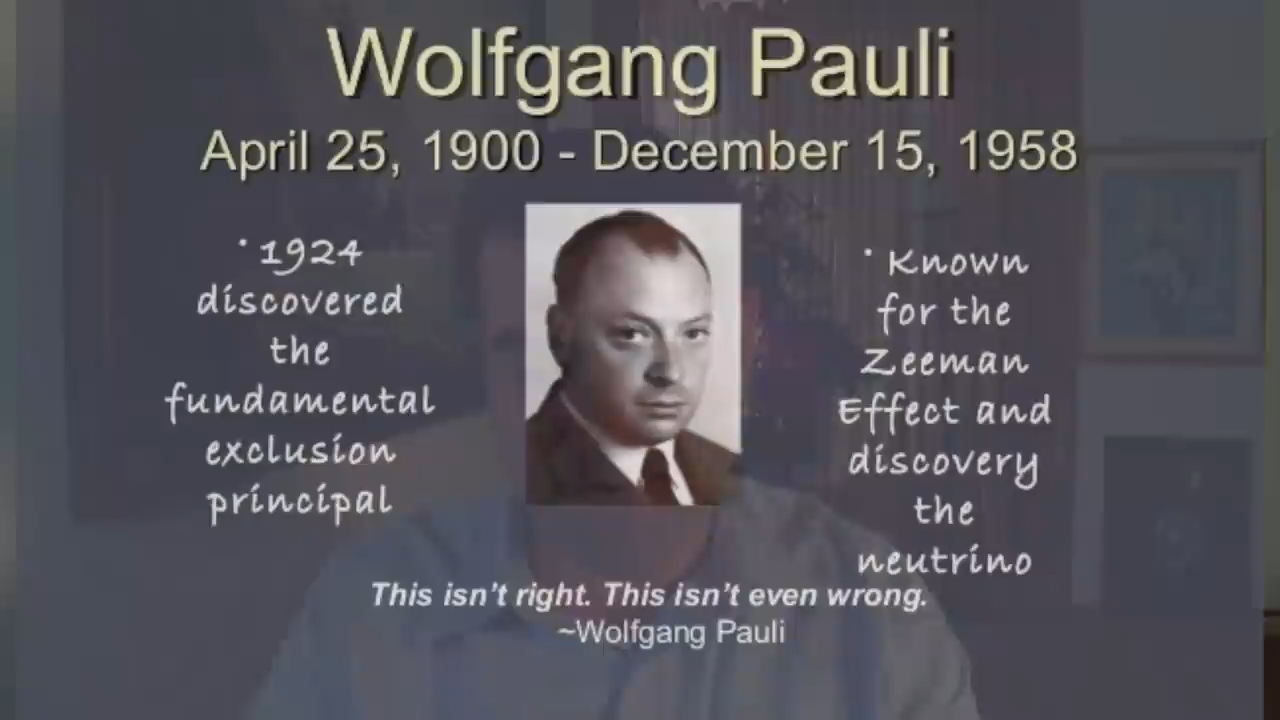 Wolfgang Pauli
April 25, 1900 - December 15, 1958
· 1924
discovered
the
fundamental
exclusion
principal
· Known
for the
Zeeman
Effect and
discovery
the
neutrino
This isn't right. This isn't even wrong.
~Wolfgang Pauli